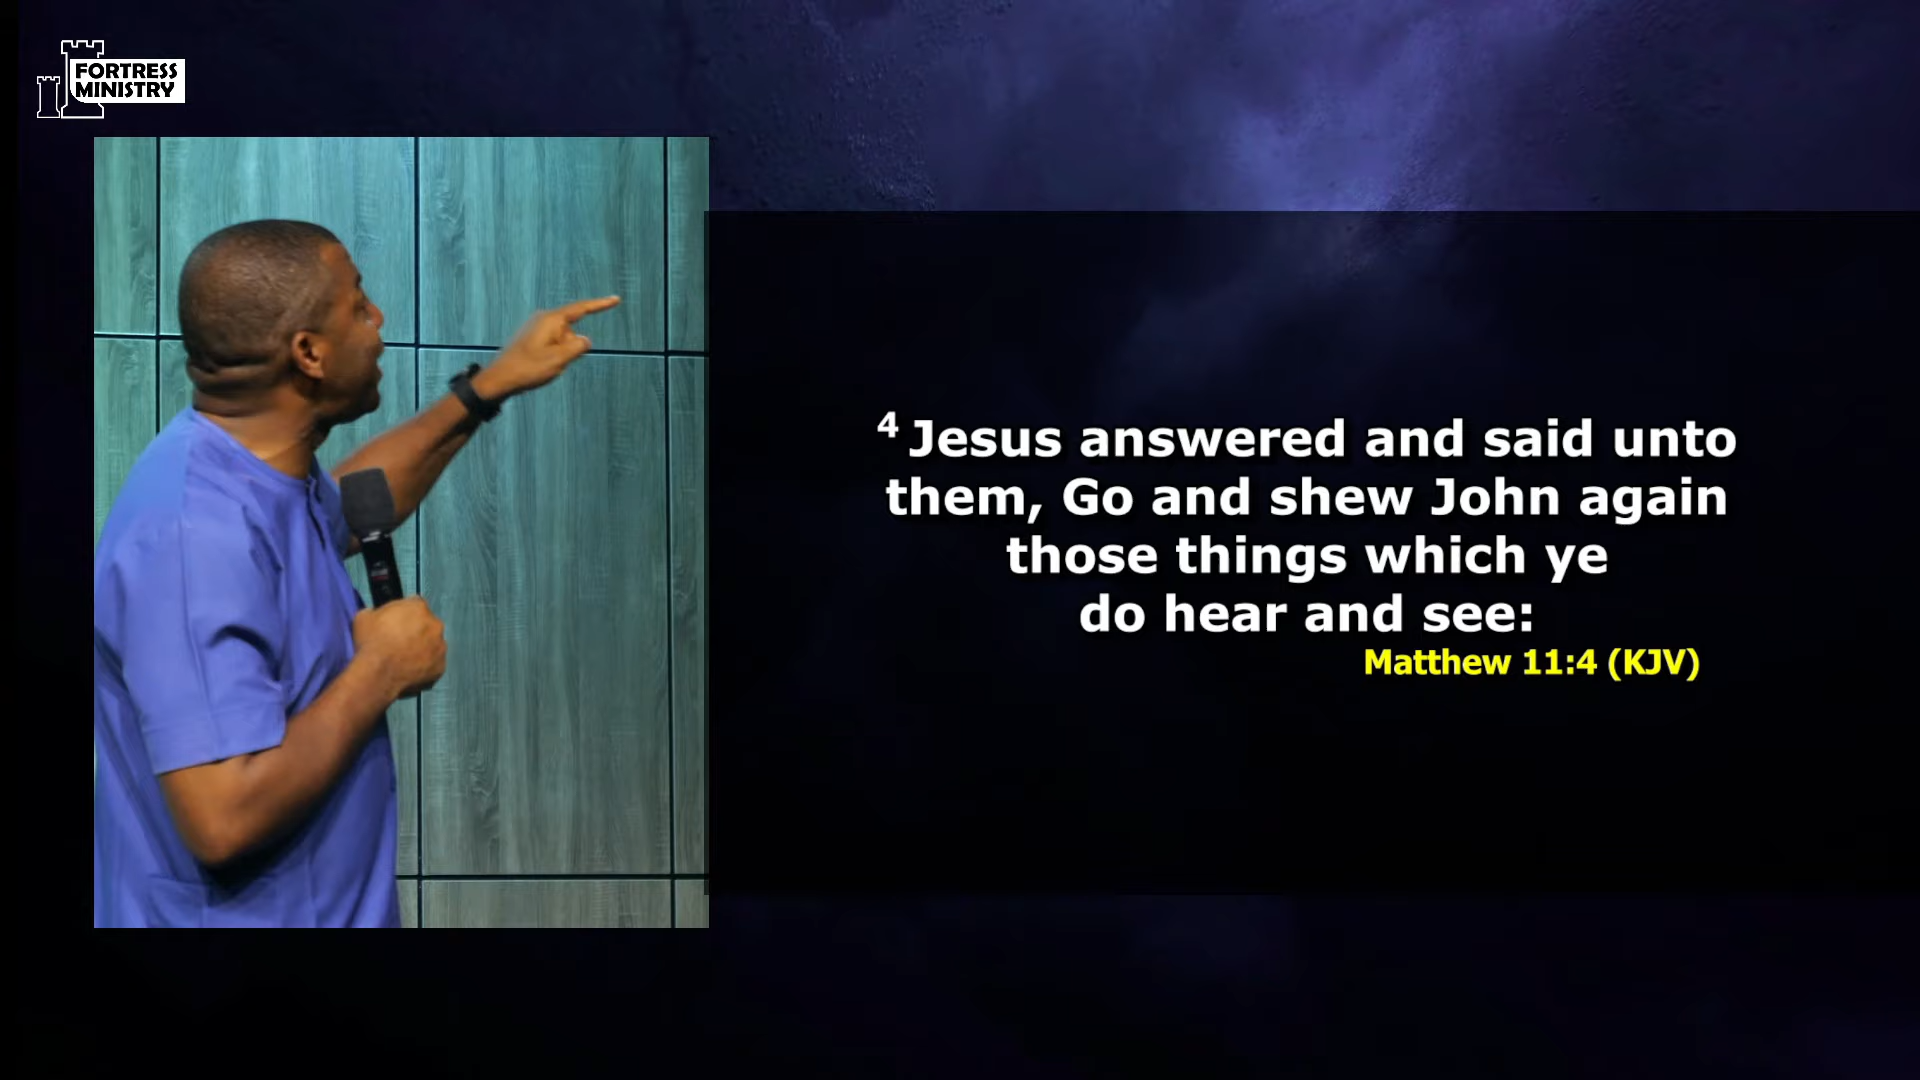 FORTRESS
MINISTRY
4 Jesus answered and said unto
them, Go and shew John again
those things which ye
do hear and see:
Matthew 11:4 (KJV)